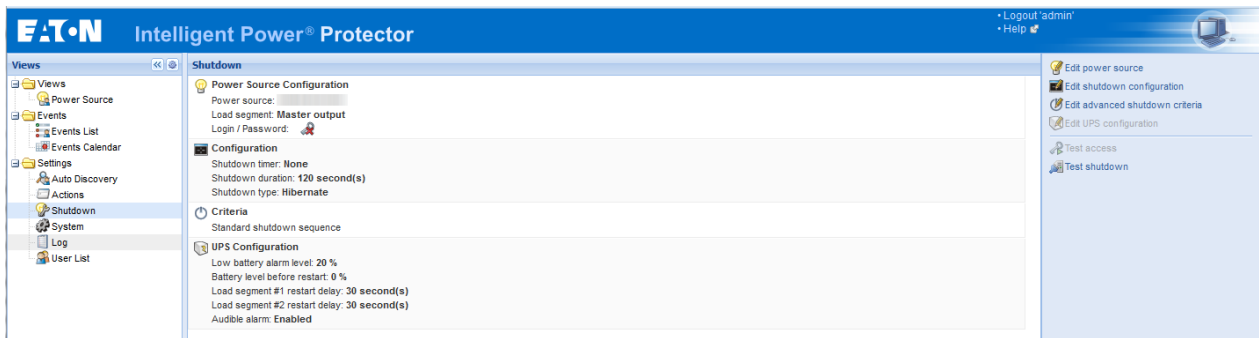 EATON Intelligent Power® Protector
• Logout 'admin'
• Help
Views
Views
Power Source
Events
Events List
Events Calendar
Settings
Auto Discovery
Actions
Shutdown
System
Log
User List
Shutdown
Power Source Configuration
Power source:
Load segment: Master output
Login / Password:
Configuration
Shutdown timer: None
Shutdown duration: 120 second(s)
Shutdown type: Hibernate
Criteria
Standard shutdown sequence
UPS Configuration
Low battery alarm level: 20 %
Battery level before restart: 0 %
Load segment #1 restart delay: 30 second(s)
Load segment #2 restart delay: 30 second(s)
Audible alarm: Enabled
Edit power source
Edit shutdown configuration
Edit advanced shutdown criteria
Edit UPS configuration
Test access
Test shutdown